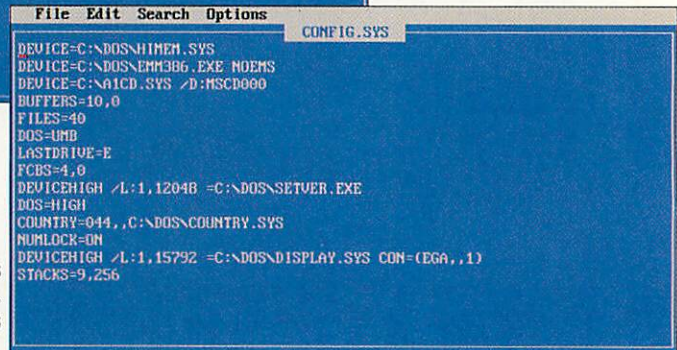 File Edit Search Options
CONFIG.SYS
DEVICE=C:\DOS\HIMEM.SYS
DEVICE=C:\DOS\EMM386.EXE NOEMS
DEVICE=C:\A1CD.SYS /D:MSCD000
BUFFERS=10,0
FILES=40
DOS=UMB
LASTDRIVE=E
FCBS=4,0
DEVICEHIGH /L:1,12048 =C:\DOS\SETVER.EXE
DOS=HIGH
COUNTRY=044,,C:\DOS\COUNTRY.SYS
NUMLOCK=ON
DEVICEHIGH /L:1,15792 =C:\DOS\DISPLAY.SYS CON=(EGA,,1)
STACKS=9,256